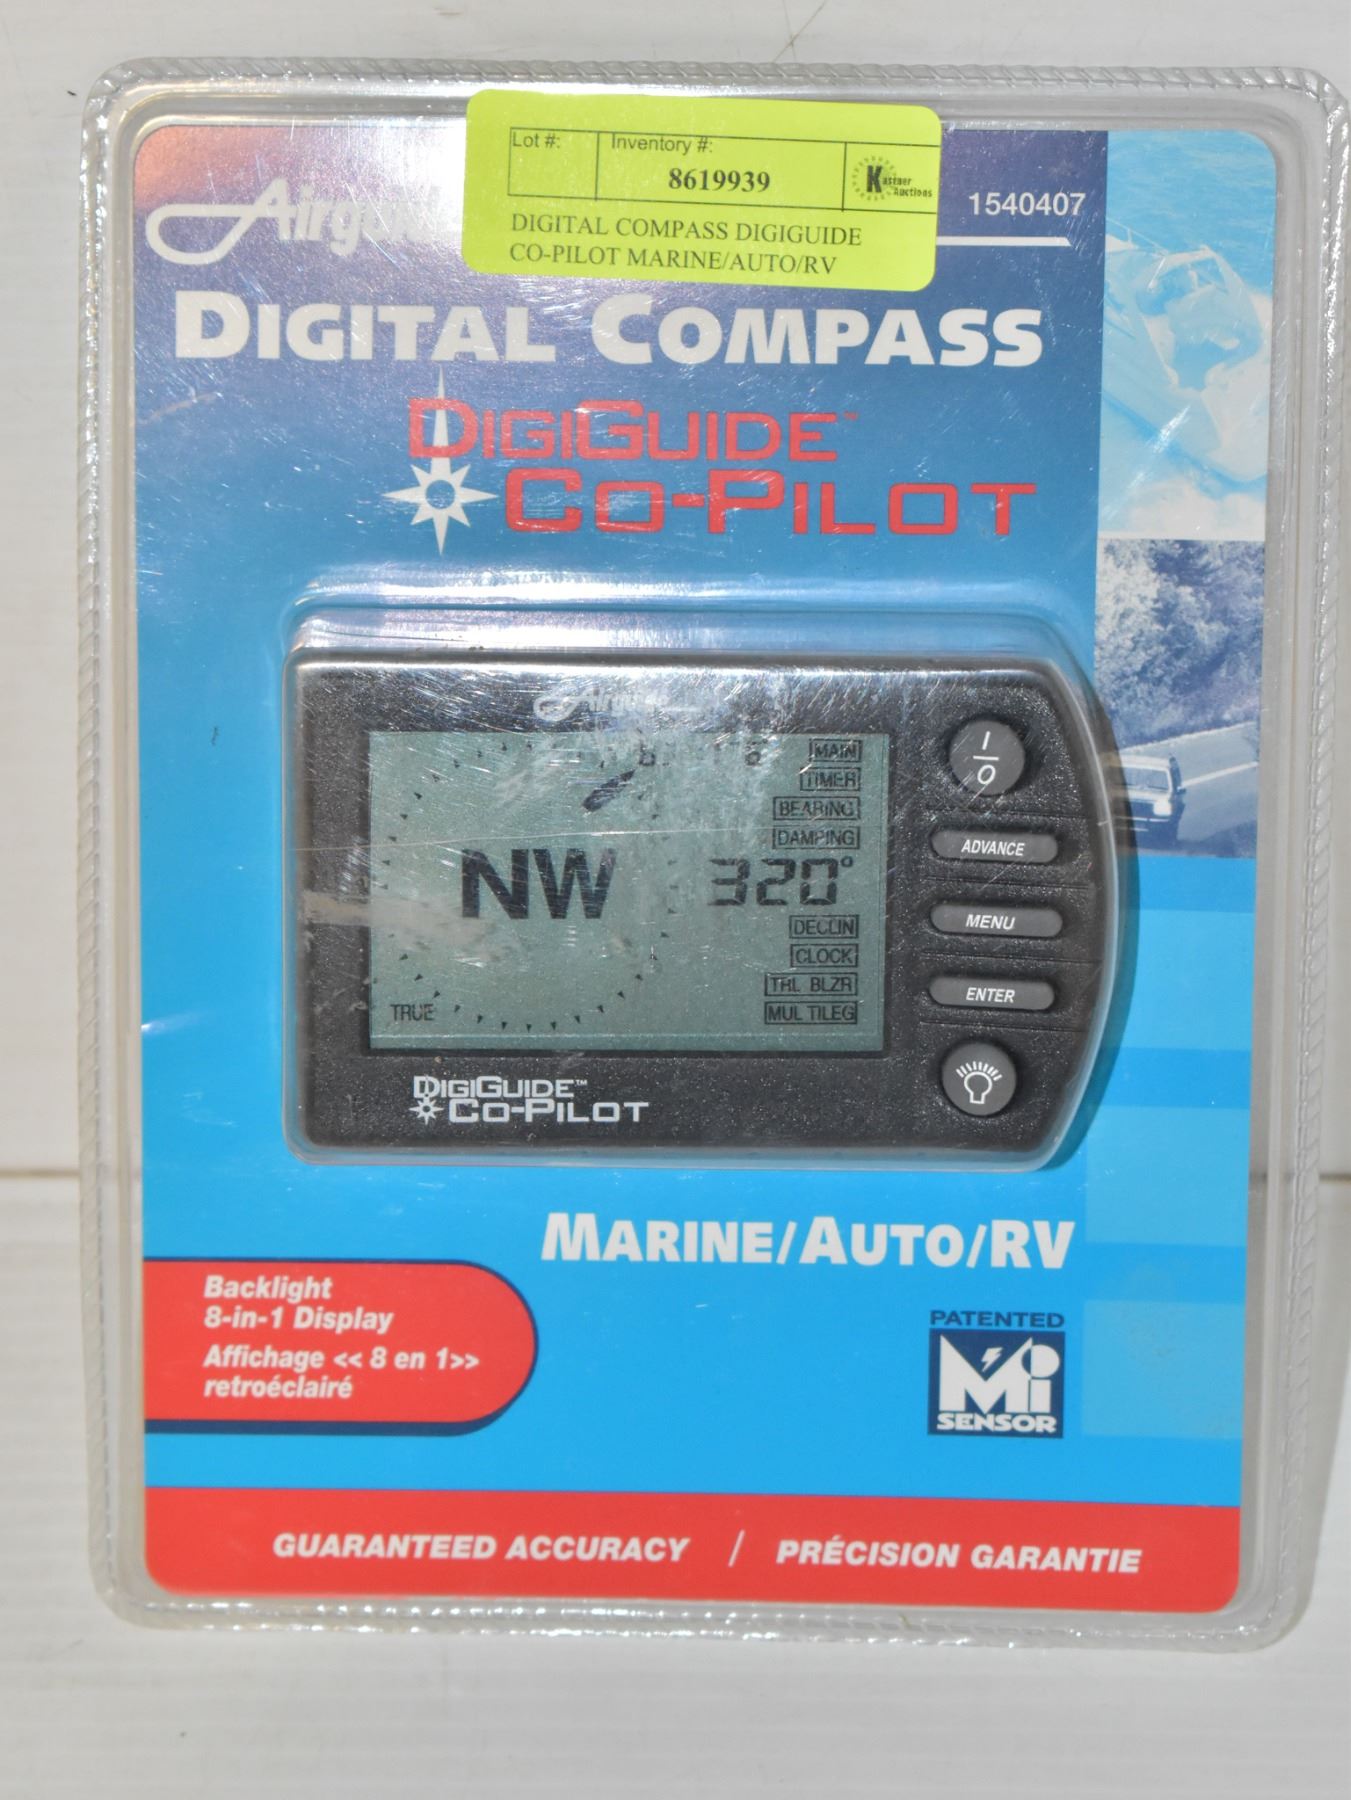 Lot #:
Inventory #:
8619939
Kastner
Auctions
DIGITAL COMPASS DIGIGUIDE
CO-PILOT MARINE/AUTO/RV
1540407
DIGITAL COMPASS
DIGIGUIDE™
CO-PILOT
MAIN
TIMER
BEARING
DAMPING
NW
320°
DECLIN
CLOCK
TRL BLZR
MULTILEG
TRUE
I/O
ADVANCE
MENU
ENTER
DIGIGUIDE™
CO-PILOT
MARINE/AUTO/RV
Backlight
8-in-1 Display
Affichage << 8 en 1>>
retroéclairé
PATENTED
Mi
SENSOR
GUARANTEED ACCURACY / PRÉCISION GARANTIE